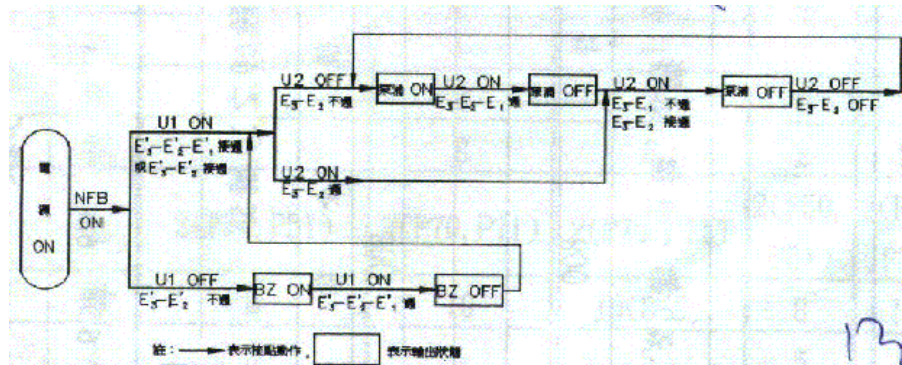 電源 ON
NFB
ON
U1 ON
E'₃-E'₂-E'₁ 接通
或E'₃-E'₂ 接通
U2 OFF
E₃-E₂ 不通
泵浦 ON
U2 ON
E₃-E₂-E₁ 通
泵浦 OFF
U2 ON
E₃-E₁ 不通
E₃-E₂ 接通
泵浦 OFF
U2 OFF
E₃-E₂ OFF
U2 ON
E₃-E₂ 通
U1 OFF
E'₃-E'₂ 不通
BZ ON
U1 ON
E'₃-E'₂-E'₁ 通
BZ OFF
註: 表示接點動作, 表示輸出狀態
13